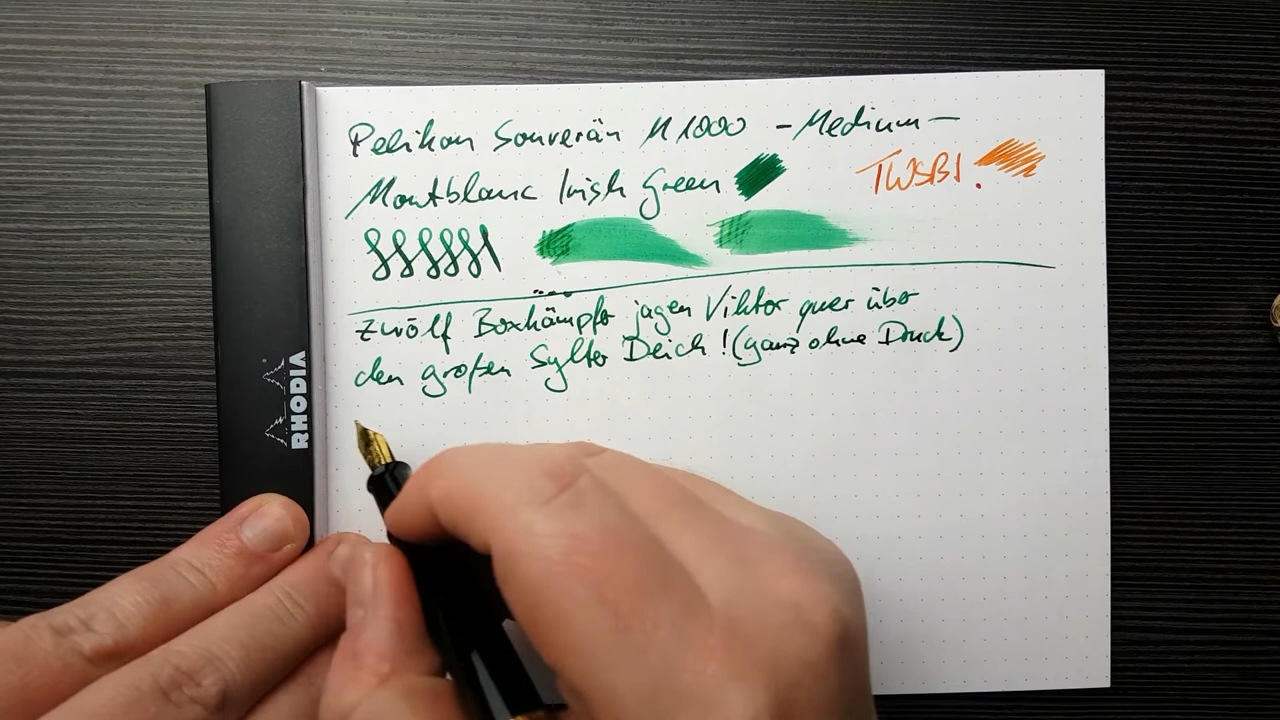 Pelikan Souverän M1000 - Medium -
Montblanc Irish Green
TWSBI.
Zwölf Boxkämpfer jagen Viktor quer über
den großen Sylter Deich! (ganz ohne Druck)
RHODIA